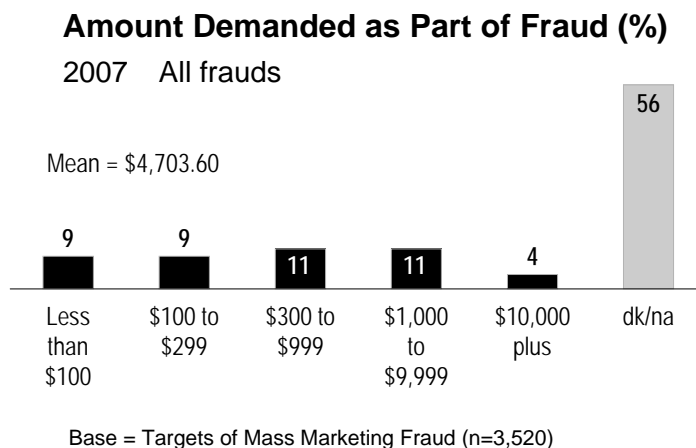 Amount Demanded as Part of Fraud (%)
2007 All frauds
56
Mean = $4,703.60
9
9
11
11
4
Less
than
$100
$100 to
$299
$300 to
$999
$1,000
to
$9,999
$10,000
plus
dk/na
Base = Targets of Mass Marketing Fraud (n=3,520)